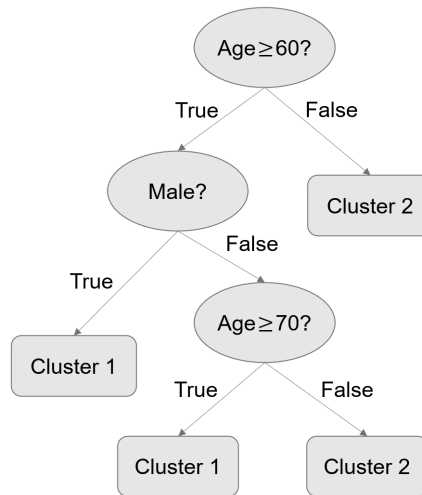 Age≥60?
True
False
Male?
Cluster 2
True
False
Age≥70?
Cluster 1
True
False
Cluster 1
Cluster 2